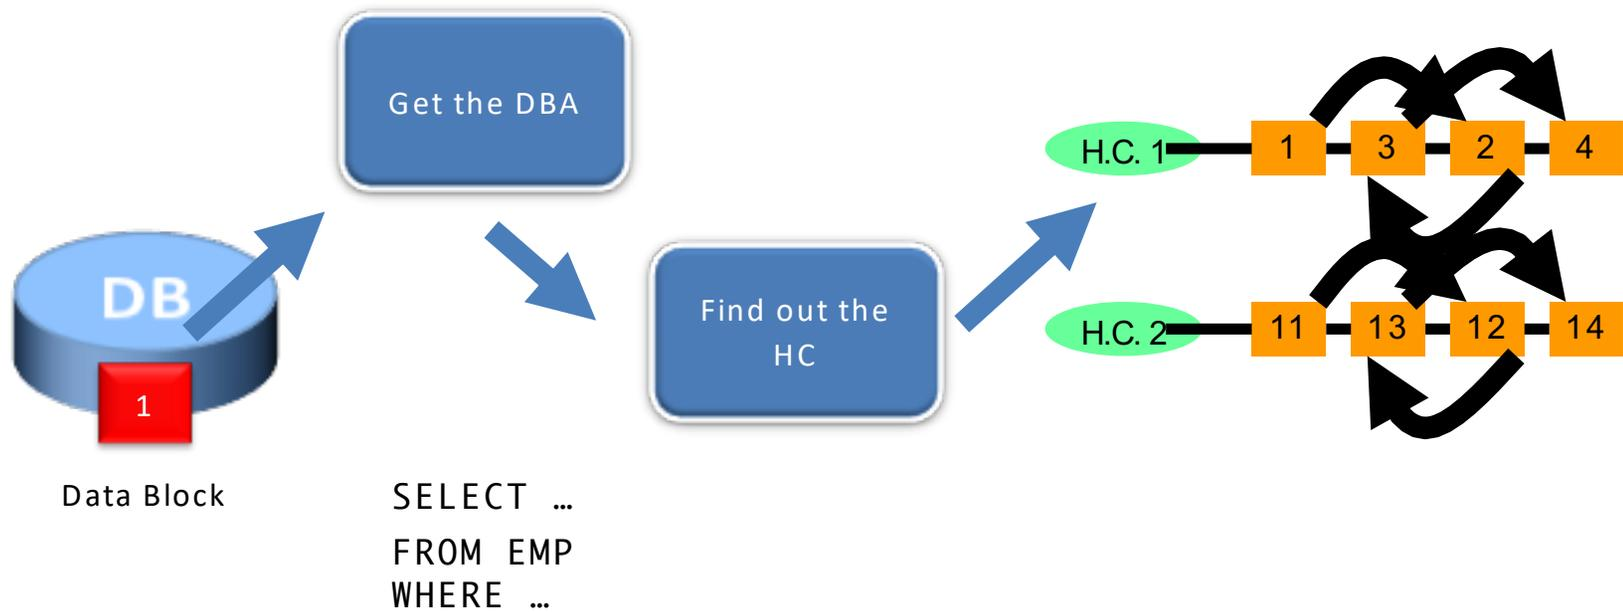 Get the DBA
DB
1
Data Block
SELECT …
FROM EMP
WHERE …
Find out the
HC
H.C. 1
1
3
2
4
H.C. 2
11
13
12
14